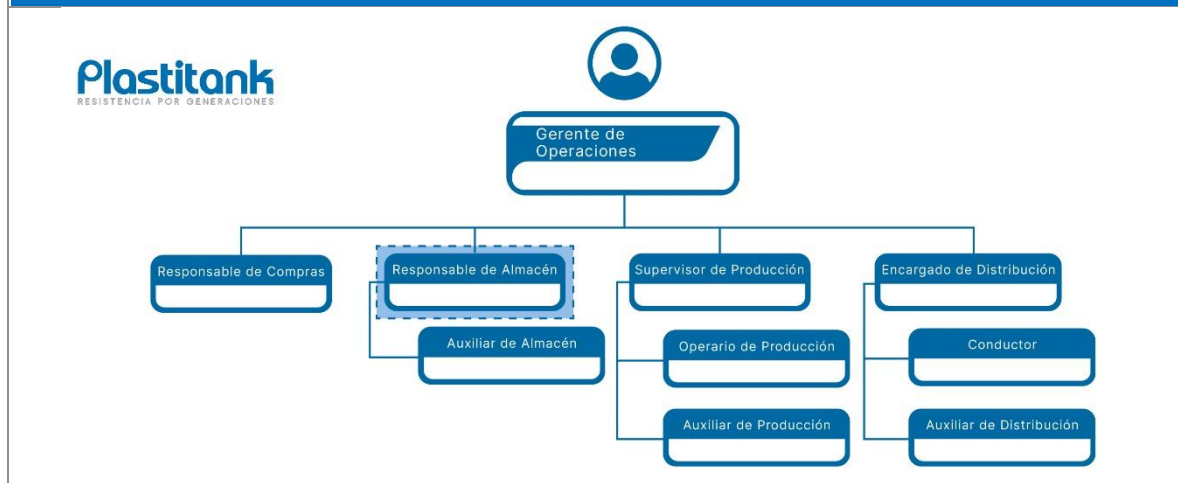 Plastitank
RESISTENCIA POR GENERACIONES
Gerente de
Operaciones
Responsable de Compras
Responsable de Almacén
Supervisor de Producción
Encargado de Distribución
Auxiliar de Almacén
Operario de Producción
Conductor
Auxiliar de Producción
Auxiliar de Distribución